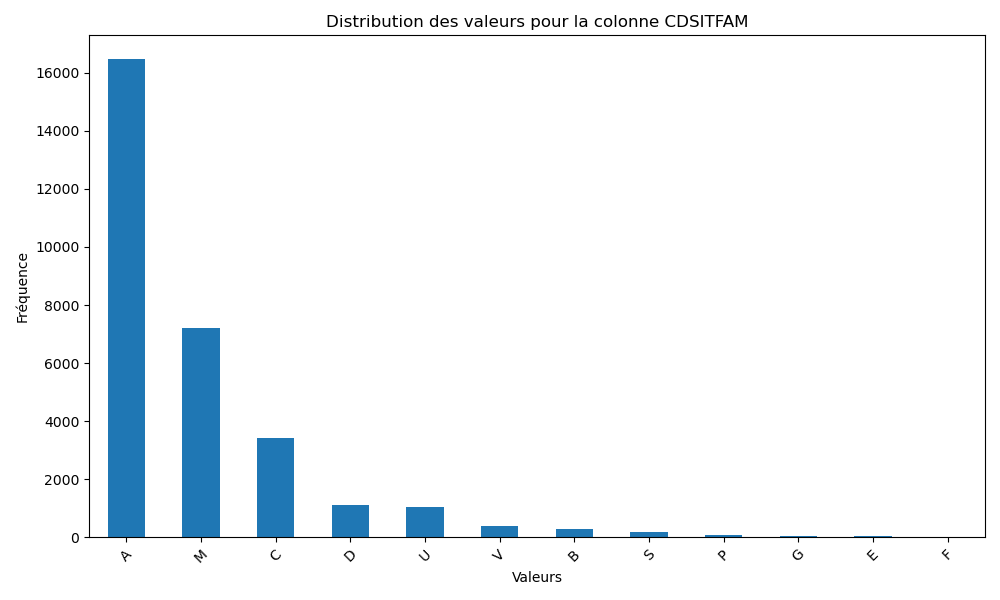 Distribution des valeurs pour la colonne CDSITFAM
Fréquence
16000
14000
12000
10000
8000
6000
4000
2000
0
A
M
C
D
U
V
B
S
P
G
E
F
Valeurs